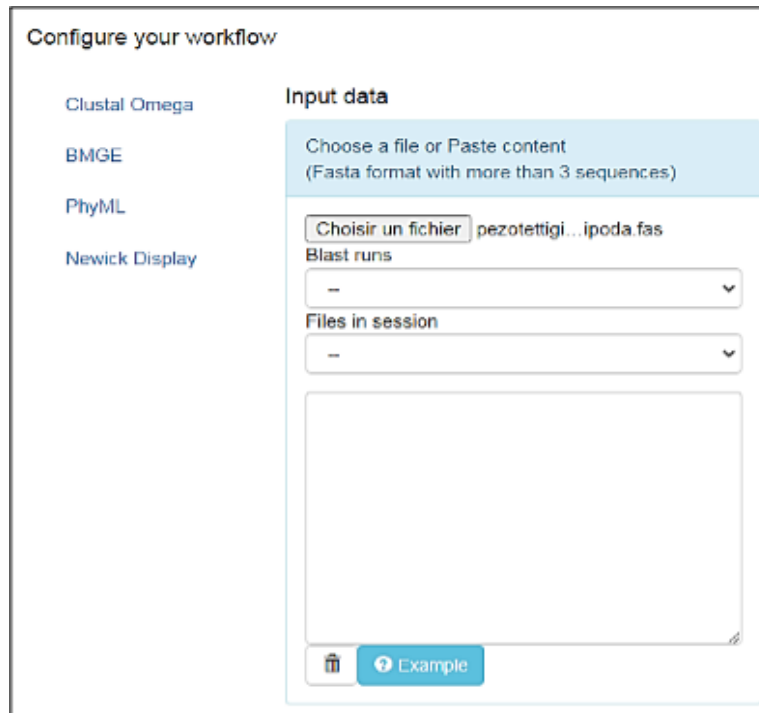 Configure your workflow
Clustal Omega
BMGE
PhyML
Newick Display
Input data
Choose a file or Paste content
(Fasta format with more than 3 sequences)
Choisir un fichier pezotettigi...ipoda.fas
Blast runs
--
Files in session
--
Example